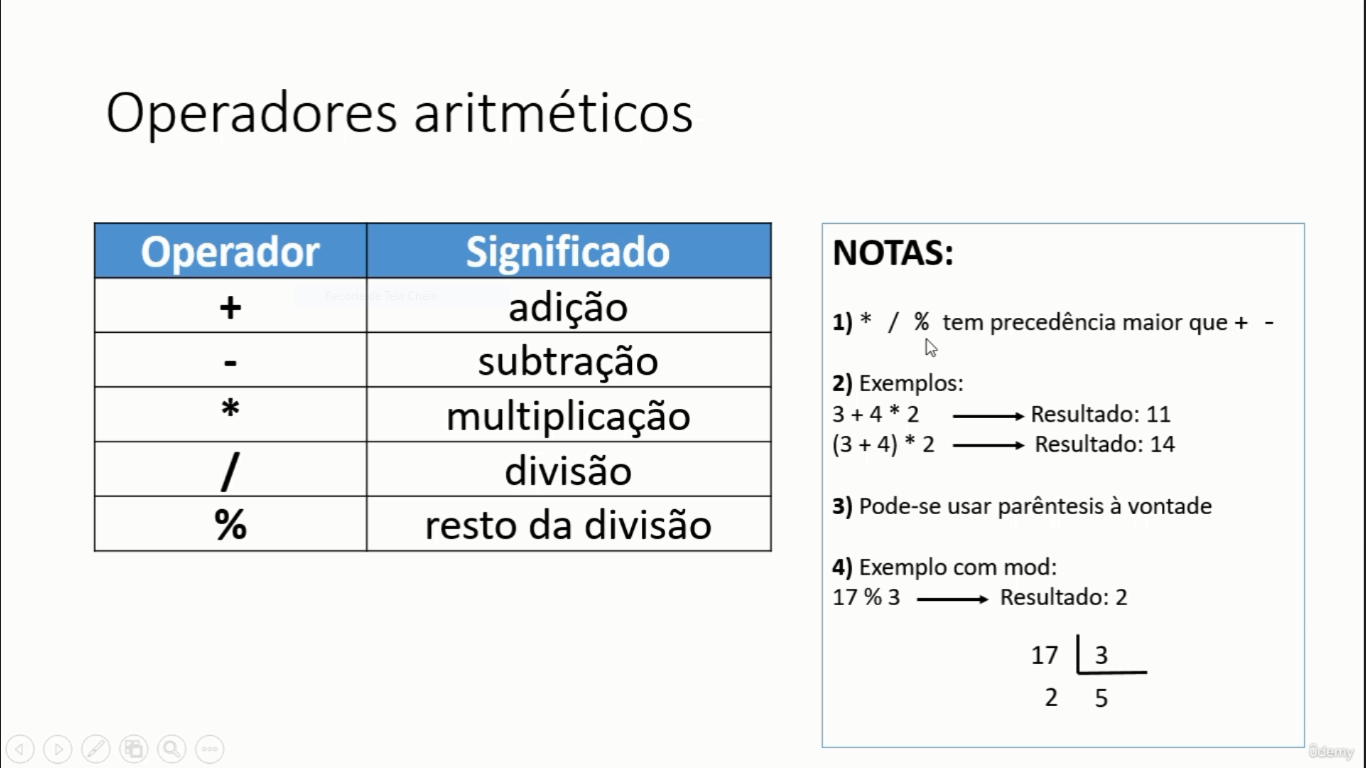 Operadores aritméticos
Operador Significado
+ adição
- subtração
* multiplicação
/ divisão
% resto da divisão
NOTAS:
1) * / % tem precedência maior que + -
2) Exemplos:
3 + 4 * 2 Resultado: 11
(3 + 4) * 2 Resultado: 14
3) Pode-se usar parêntesis à vontade
4) Exemplo com mod:
17 % 3 Resultado: 2
17 3
2 5
ûdemy